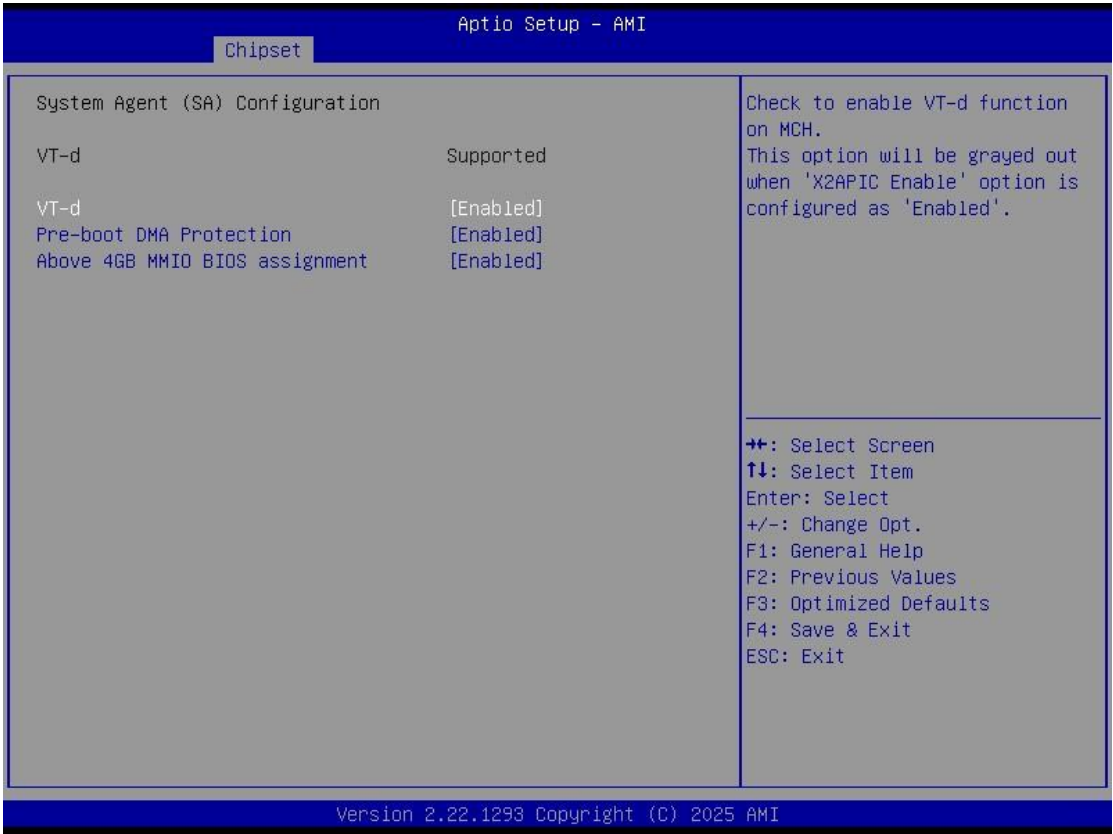 Aptio Setup - AMI
Chipset
System Agent (SA) Configuration
VT-d Supported
VT-d [Enabled]
Pre-boot DMA Protection [Enabled]
Above 4GB MMIO BIOS assignment [Enabled]
Check to enable VT-d function
on MCH.
This option will be grayed out
when 'X2APIC Enable' option is
configured as 'Enabled'.
→←: Select Screen
↑↓: Select Item
Enter: Select
+/-: Change Opt.
F1: General Help
F2: Previous Values
F3: Optimized Defaults
F4: Save & Exit
ESC: Exit
Version 2.22.1293 Copyright (C) 2025 AMI